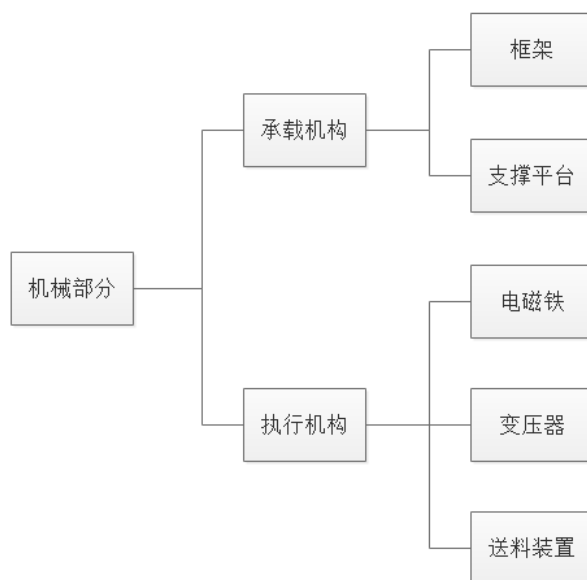 框架
承载机构
支撑平台
机械部分
电磁铁
执行机构
变压器
送料装置